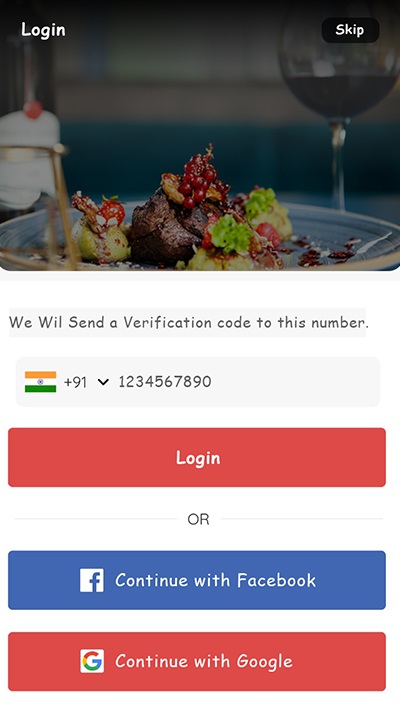 Login
Skip
We Wil Send a Verification code to this number.
+91 1234567890
Login
OR
Continue with Facebook
Continue with Google